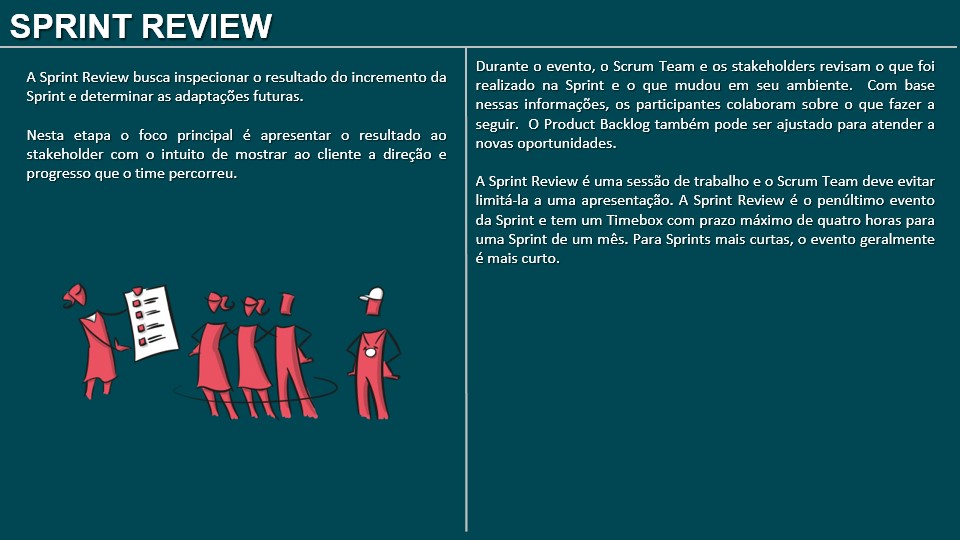 SPRINT REVIEW
A Sprint Review busca inspecionar o resultado do incremento da
Sprint e determinar as adaptações futuras.
Nesta etapa o foco principal é apresentar o resultado ao
stakeholder com o intuito de mostrar ao cliente a direção e
progresso que o time percorreu.
Durante o evento, o Scrum Team e os stakeholders revisam o que foi
realizado na Sprint e o que mudou em seu ambiente.  Com base
nessas informações, os participantes colaboram sobre o que fazer a
seguir.  O Product Backlog também pode ser ajustado para atender a
novas oportunidades.
A Sprint Review é uma sessão de trabalho e o Scrum Team deve evitar
limitá-la a uma apresentação. A Sprint Review é o penúltimo evento
da Sprint e tem um Timebox com prazo máximo de quatro horas para
uma Sprint de um mês. Para Sprints mais curtas, o evento geralmente
é mais curto.